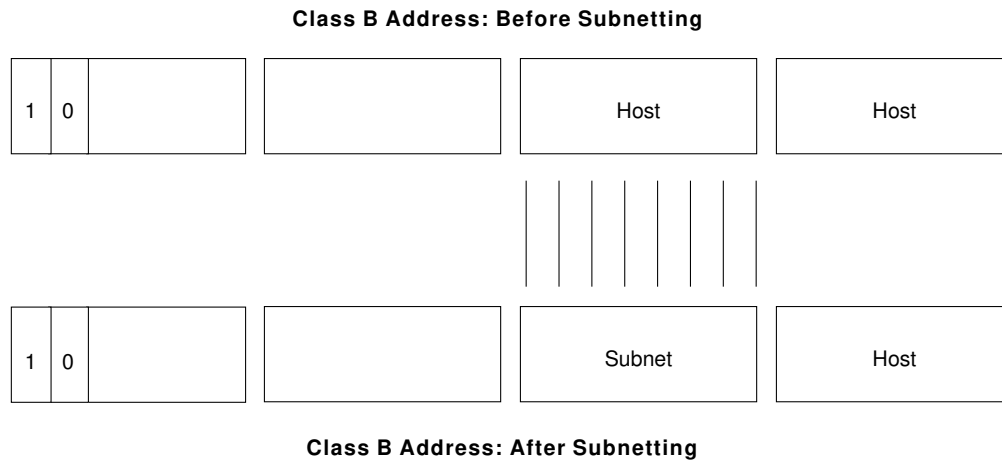 Class B Address: Before Subnetting
1 0 Host Host
1 0 Subnet Host
Class B Address: After Subnetting